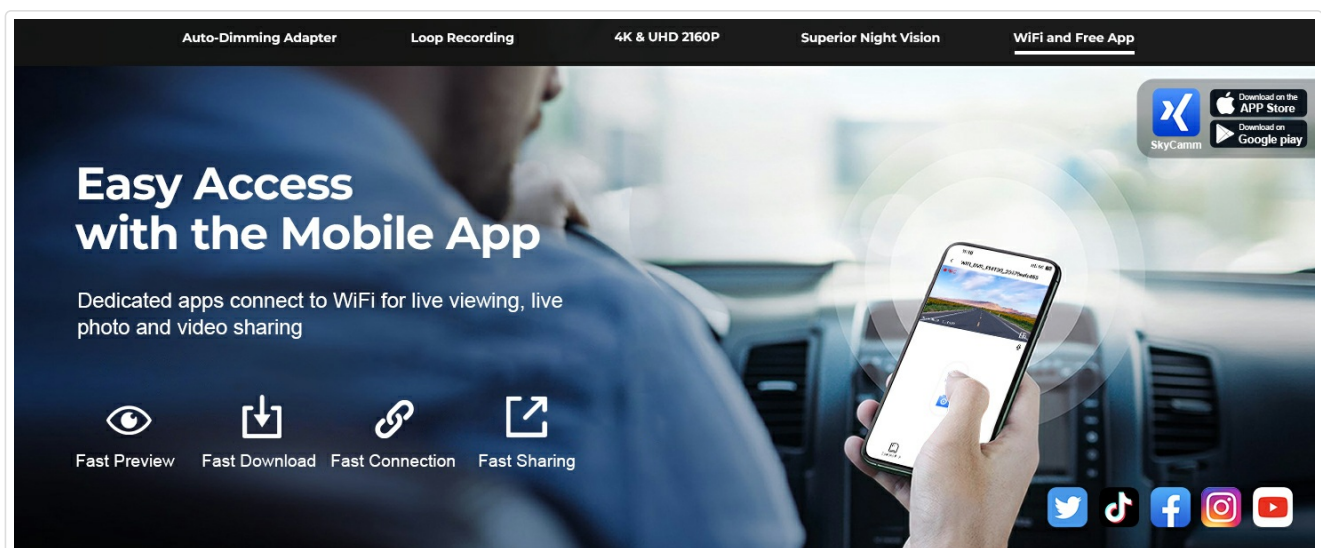 Auto-Dimming Adapter
Loop Recording
4K & UHD 2160P
Superior Night Vision
WiFi and Free App
SkyCamm
Download on the
APP Store
Download on
Google piay
Easy Access
with the Mobile App
Dedicated apps connect to WiFi for live viewing, live
photo and video sharing
Fast Preview
Fast Download
Fast Connection
Fast Sharing